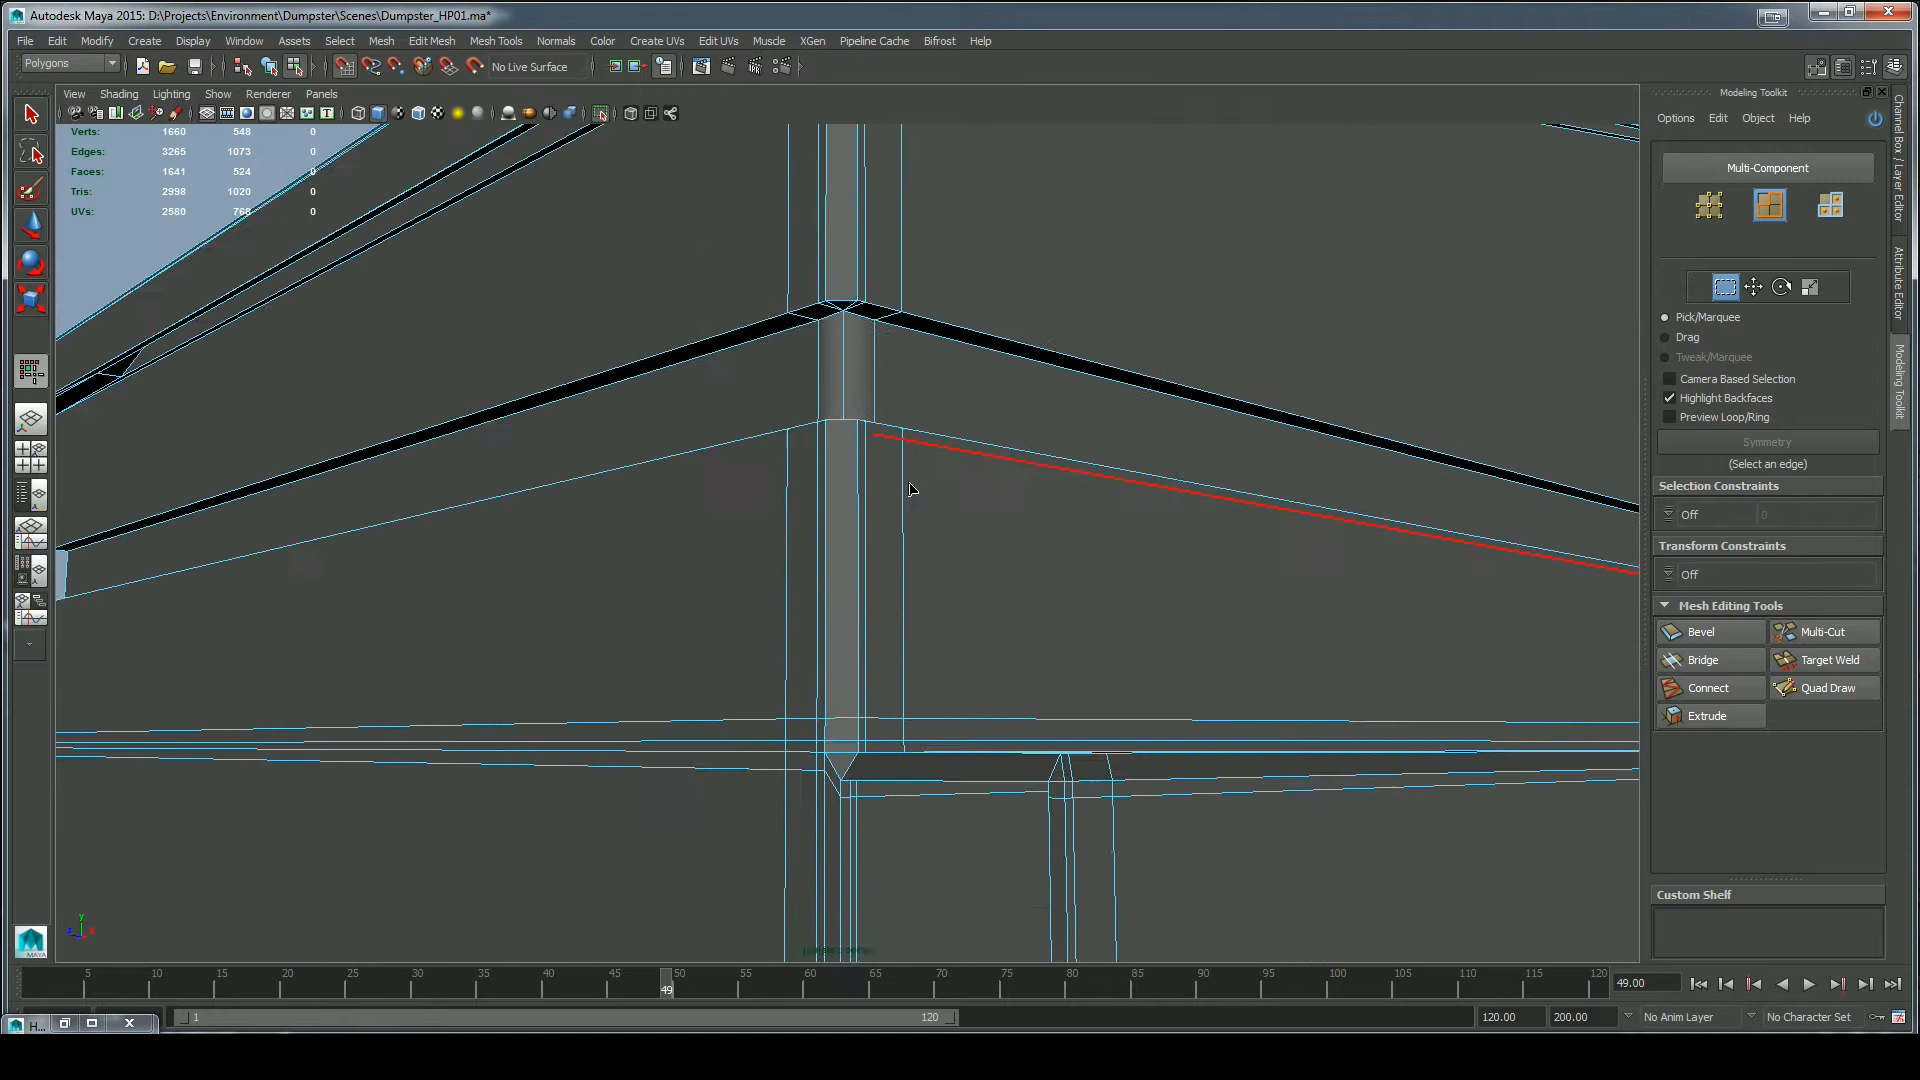 Autodesk Maya 2015: D:\Projects\Environment\Dumpster\Scenes\Dumpster_HP01.ma*
File Edit Modify Create Display Window Assets Select Mesh Edit Mesh Mesh Tools Normals Color Create UVs Edit UVs Muscle XGen Pipeline Cache Bifrost Help
Polygons No Live Surface
View Shading Lighting Show Renderer Panels
Verts: 1660 548 0
Edges: 3265 1073 0
Faces: 1641 524 0
Tris: 2998 1020 0
UVs: 2580 768 0
Modeling Toolkit
Options Edit Object Help
Multi-Component
Pick/Marquee
Drag
Tweak/Marquee
Camera Based Selection
Highlight Backfaces
Preview Loop/Ring
Symmetry
(Select an edge)
Selection Constraints
Off 0
Transform Constraints
Off
Mesh Editing Tools
Bevel Multi-Cut
Bridge Target Weld
Connect Quad Draw
Extrude
Custom Shelf
Channel Box / Layer Editor
Attribute Editor
Modeling Toolkit
y
MAYA
5 10 15 20 25 30 35 40 45 50 55 60 65 70 75 80 85 90 95 100 105 110 115 120
49
49.00
H...
1 120 120.00 200.00 No Anim Layer No Character Set